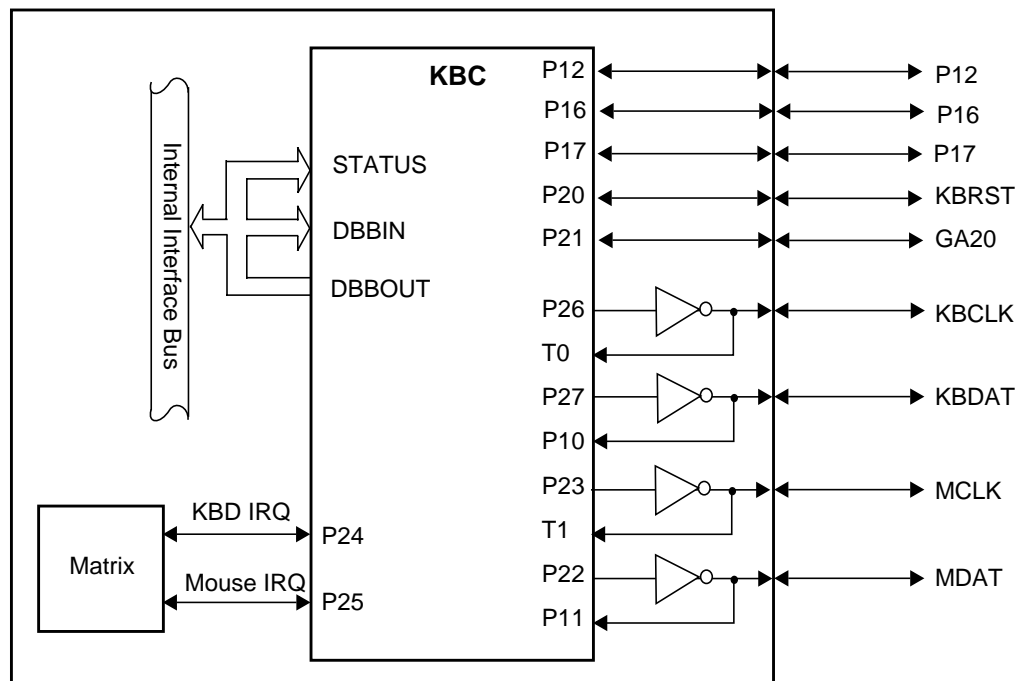 KBC
P12
P12
P16
P16
P17
P17
P20
KBRST
P21
GA20
Internal Interface Bus
STATUS
DBBIN
DBBOUT
P26
KBCLK
T0
P27
KBDAT
P10
P23
MCLK
T1
P22
MDAT
P11
Matrix
KBD IRQ
P24
Mouse IRQ
P25